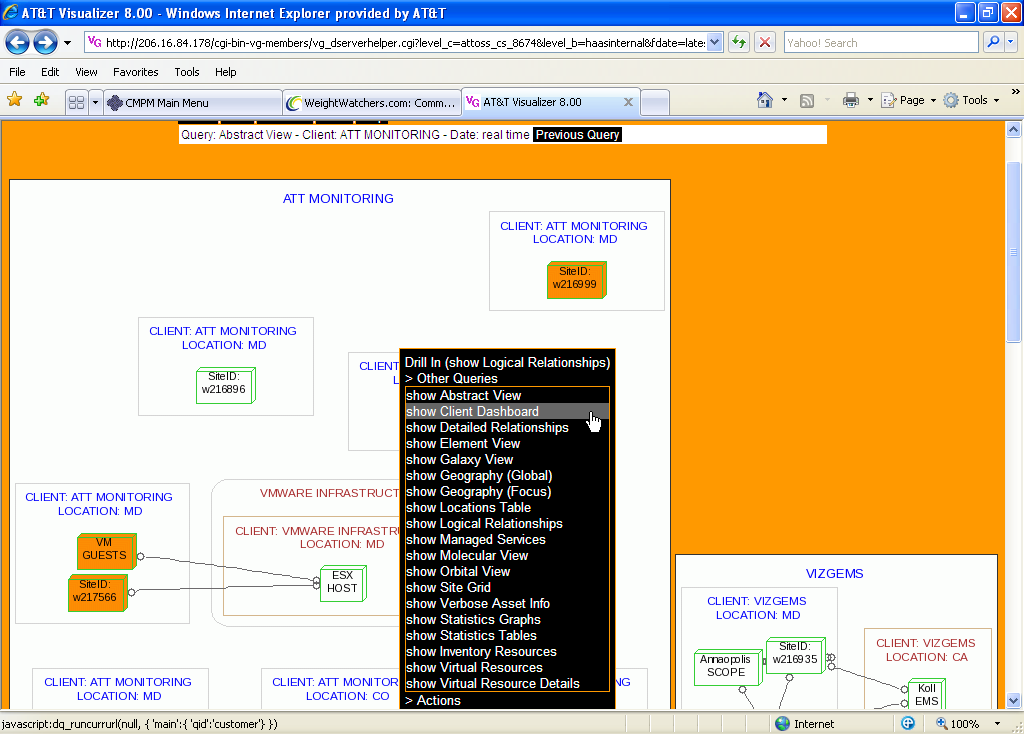 AT&T Visualizer 8.00 - Windows Internet Explorer provided by AT&T
http://206.16.84.178/cgi-bin-vg-members/vg_dserverhelper.cgi?level_c=attoss_cs_8674&level_b=haasinternal&fdate=late:
Yahoo! Search
File Edit View Favorites Tools Help
CMPM Main Menu
WeightWatchers.com: Comm...
VG AT&T Visualizer 8.00
Page
Tools
Query: Abstract View - Client: ATT MONITORING - Date: real time Previous Query
ATT MONITORING
CLIENT: ATT MONITORING
LOCATION: MD
SiteID:
w216999
CLIENT: ATT MONITORING
LOCATION: MD
SiteID:
w216896
CLIENT:
L
Drill In (show Logical Relationships)
> Other Queries
show Abstract View
show Client Dashboard
show Detailed Relationships
show Element View
show Galaxy View
show Geography (Global)
show Geography (Focus)
show Locations Table
show Logical Relationships
show Managed Services
show Molecular View
show Orbital View
show Site Grid
show Verbose Asset Info
show Statistics Graphs
show Statistics Tables
show Inventory Resources
show Virtual Resources
show Virtual Resource Details
> Actions
CLIENT: ATT MONITORING
LOCATION: MD
VM
GUESTS
SiteID:
w217566
VMWARE INFRASTRUCT
CLIENT: VMWARE INFRASTRU
LOCATION: MD
ESX
HOST
CLIENT: ATT MONITORING
LOCATION: MD
CLIENT: ATT MONITORING
LOCATION: CO
NG
VIZGEMS
CLIENT: VIZGEMS
LOCATION: MD
Annaopolis
SCOPE
SiteID:
w216935
CLIENT: VIZGEMS
LOCATION: CA
Koll
EMS
javascript:dq_runcurrurl(null, { 'main':{ 'qid':'customer'} })
Internet
100%